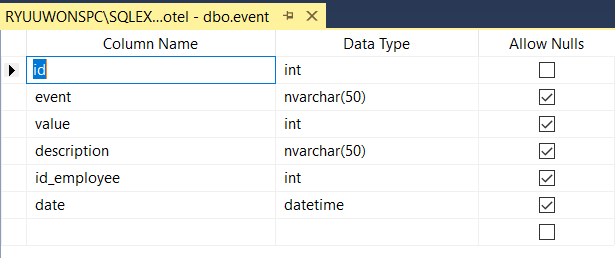 RYUUWONSPC\SQLEX...otel - dbo.event
Column Name Data Type Allow Nulls
id int
event nvarchar(50)
value int
description nvarchar(50)
id_employee int
date datetime